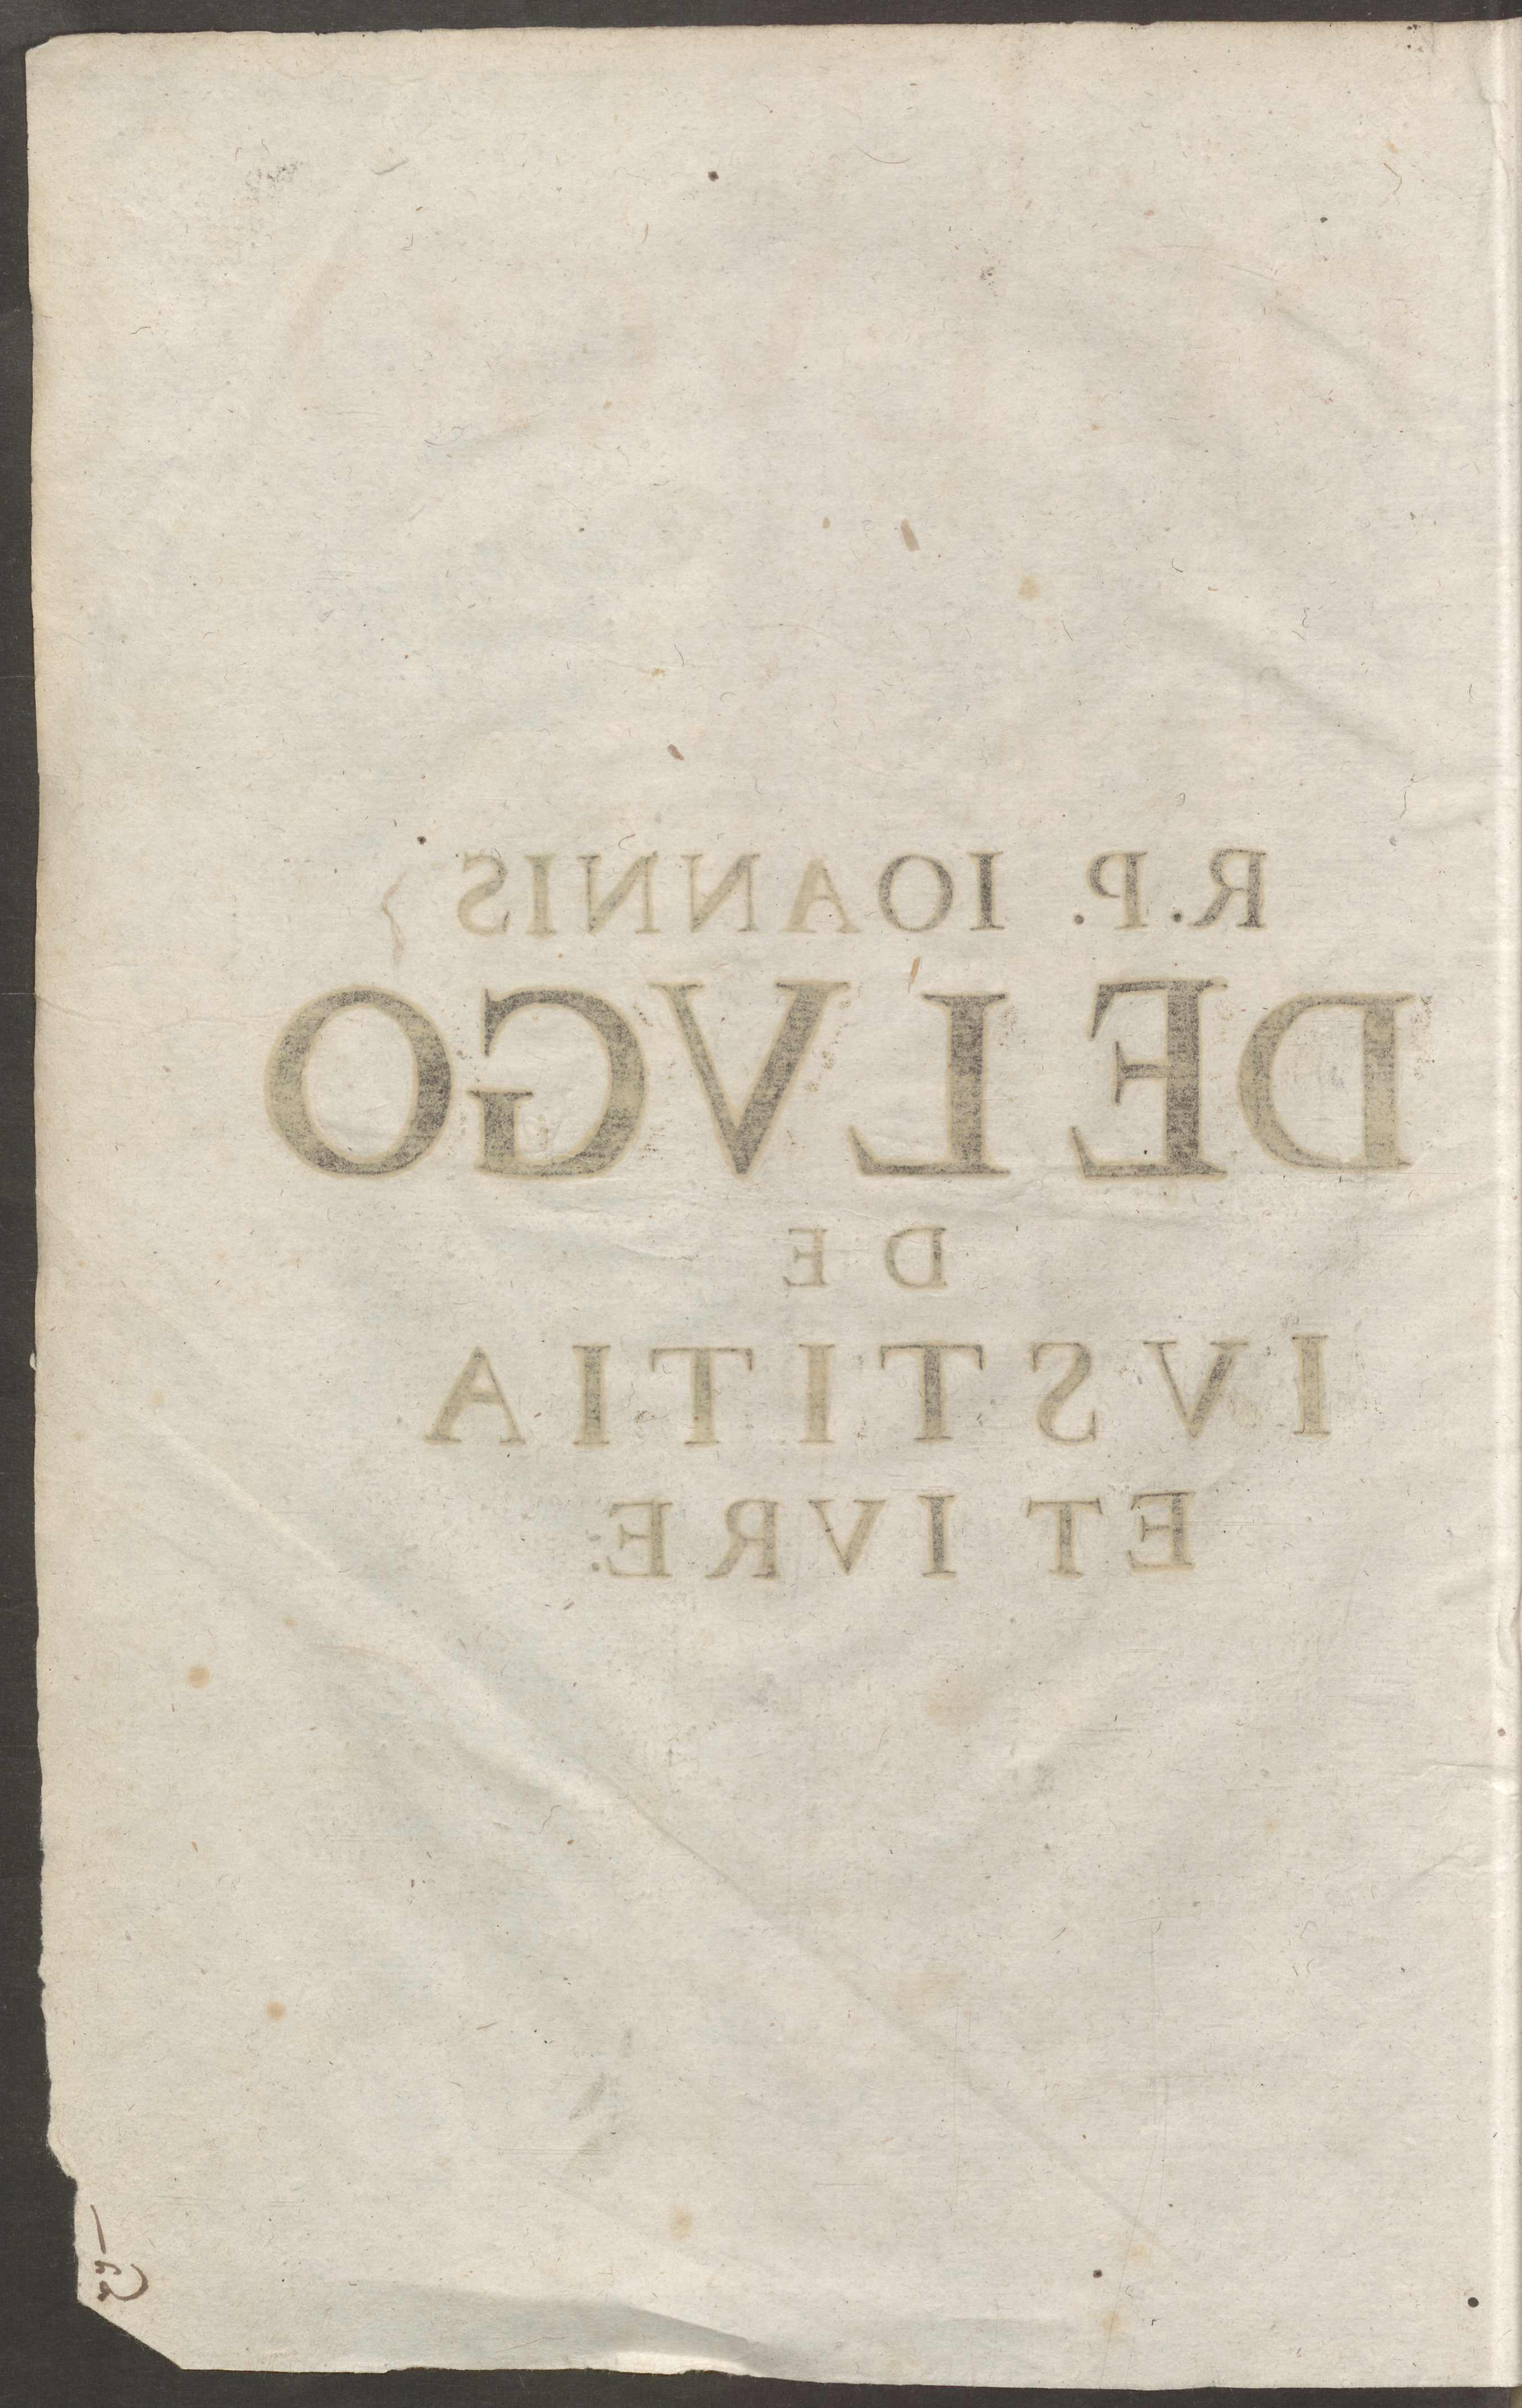 R.P. IOANNIS
DE LVGO
DE
IVSTITIA
ET IVRE.